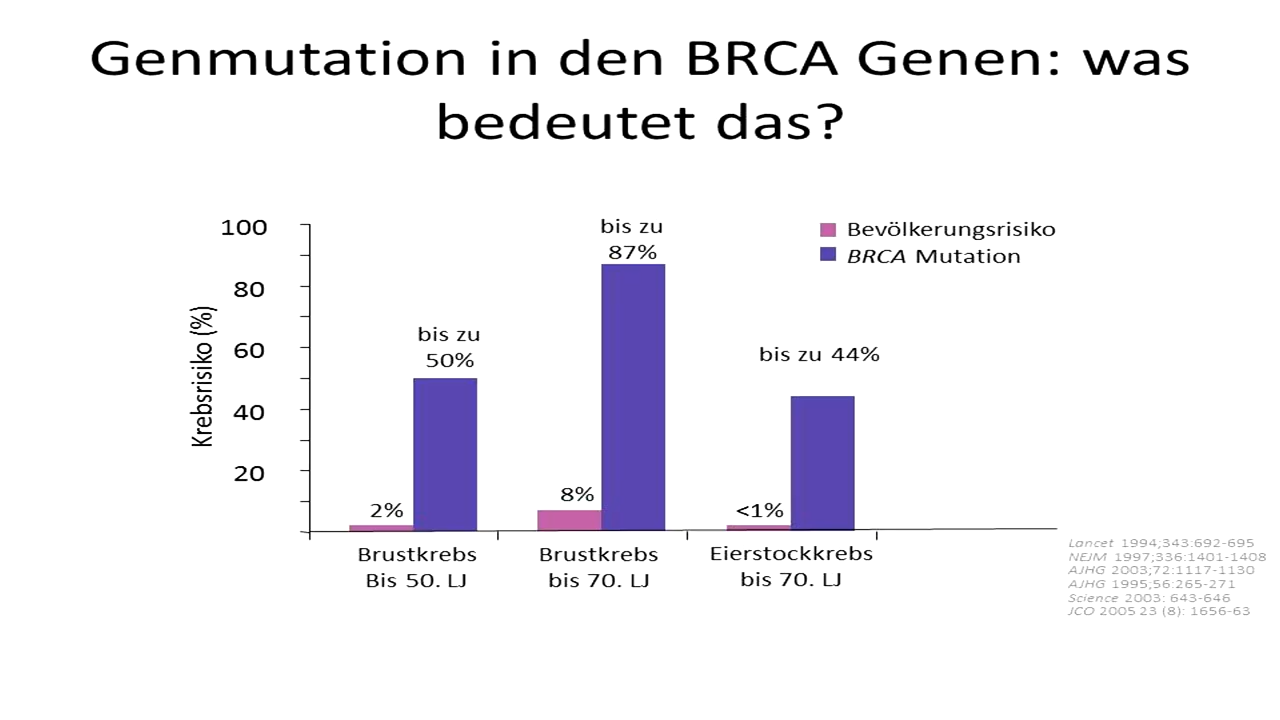 Genmutation in den BRCA Genen: was
bedeutet das?
Krebsrisiko (%)
100
80
60
40
20
bis zu
50%
2%
bis zu
87%
8%
bis zu 44%
<1%
Bevölkerungsrisiko
BRCA Mutation
Brustkrebs
Bis 50. LJ
Brustkrebs
bis 70. LJ
Eierstockkrebs
bis 70. LJ
Lancet 1994;343:692-695
NEJM 1997;336:1401-1408
AJHG 2003;72:1117-1130
AJHG 1995;56:265-271
Science 2003: 643-646
JCO 2005 23 (8): 1656-63